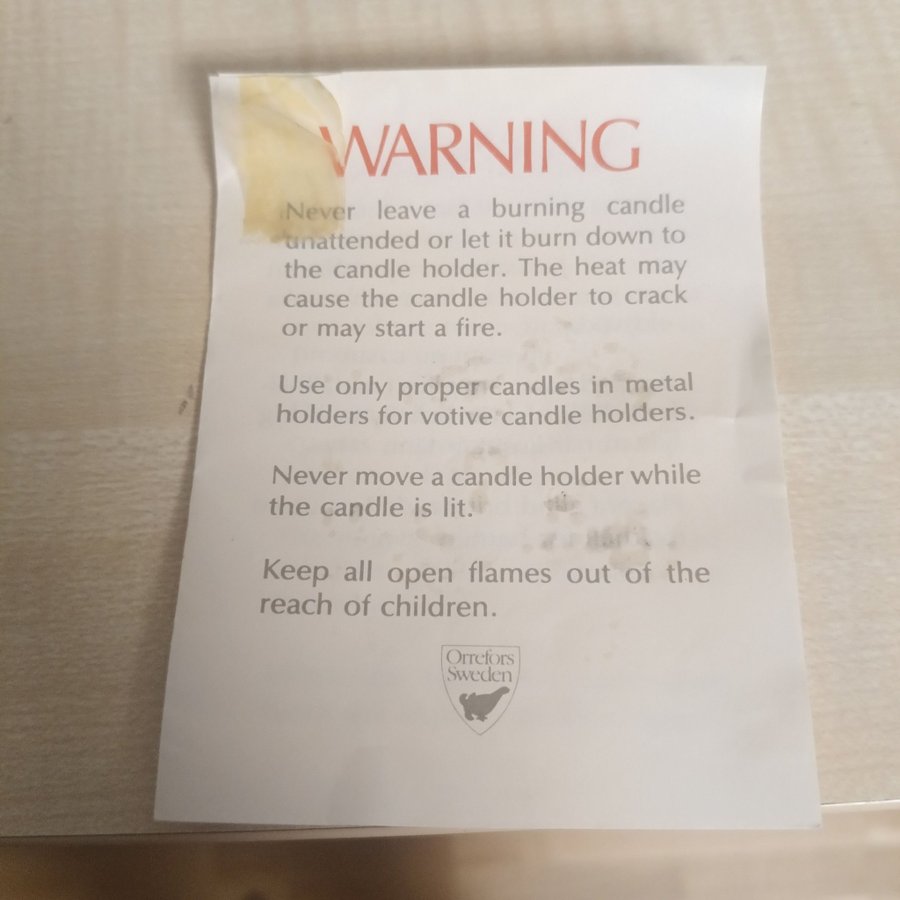 WARNING
Never leave a burning candle
unattended or let it burn down to
the candle holder. The heat may
cause the candle holder to crack
or may start a fire.
Use only proper candles in metal
holders for votive candle holders.
Never move a candle holder while
the candle is lit.
Keep all open flames out of the
reach of children.
Orrefors
Sweden